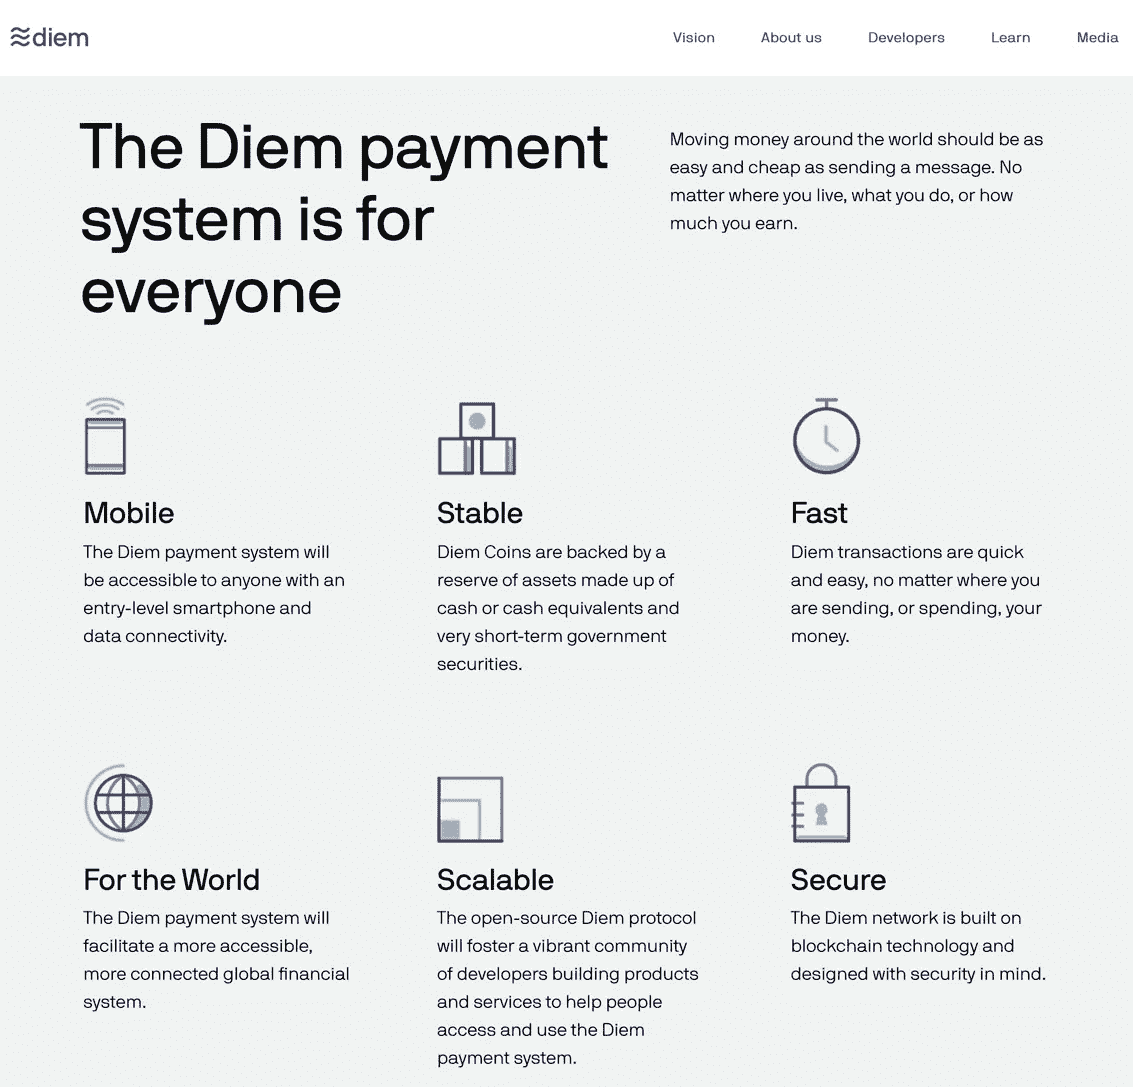 diem
Vision
About us
Developers
Learn
Media
The Diem payment
system is for
everyone
Moving money around the world should be as
easy and cheap as sending a message. No
matter where you live, what you do, or how
much you earn.
Mobile
The Diem payment system will
be accessible to anyone with an
entry-level smartphone and
data connectivity.
Stable
Diem Coins are backed by a
reserve of assets made up of
cash or cash equivalents and
very short-term government
securities.
Fast
Diem transactions are quick
and easy, no matter where you
are sending, or spending, your
money.
For the World
The Diem payment system will
facilitate a more accessible,
more connected global financial
system.
Scalable
The open-source Diem protocol
will foster a vibrant community
of developers building products
and services to help people
access and use the Diem
payment system.
Secure
The Diem network is built on
blockchain technology and
designed with security in mind.